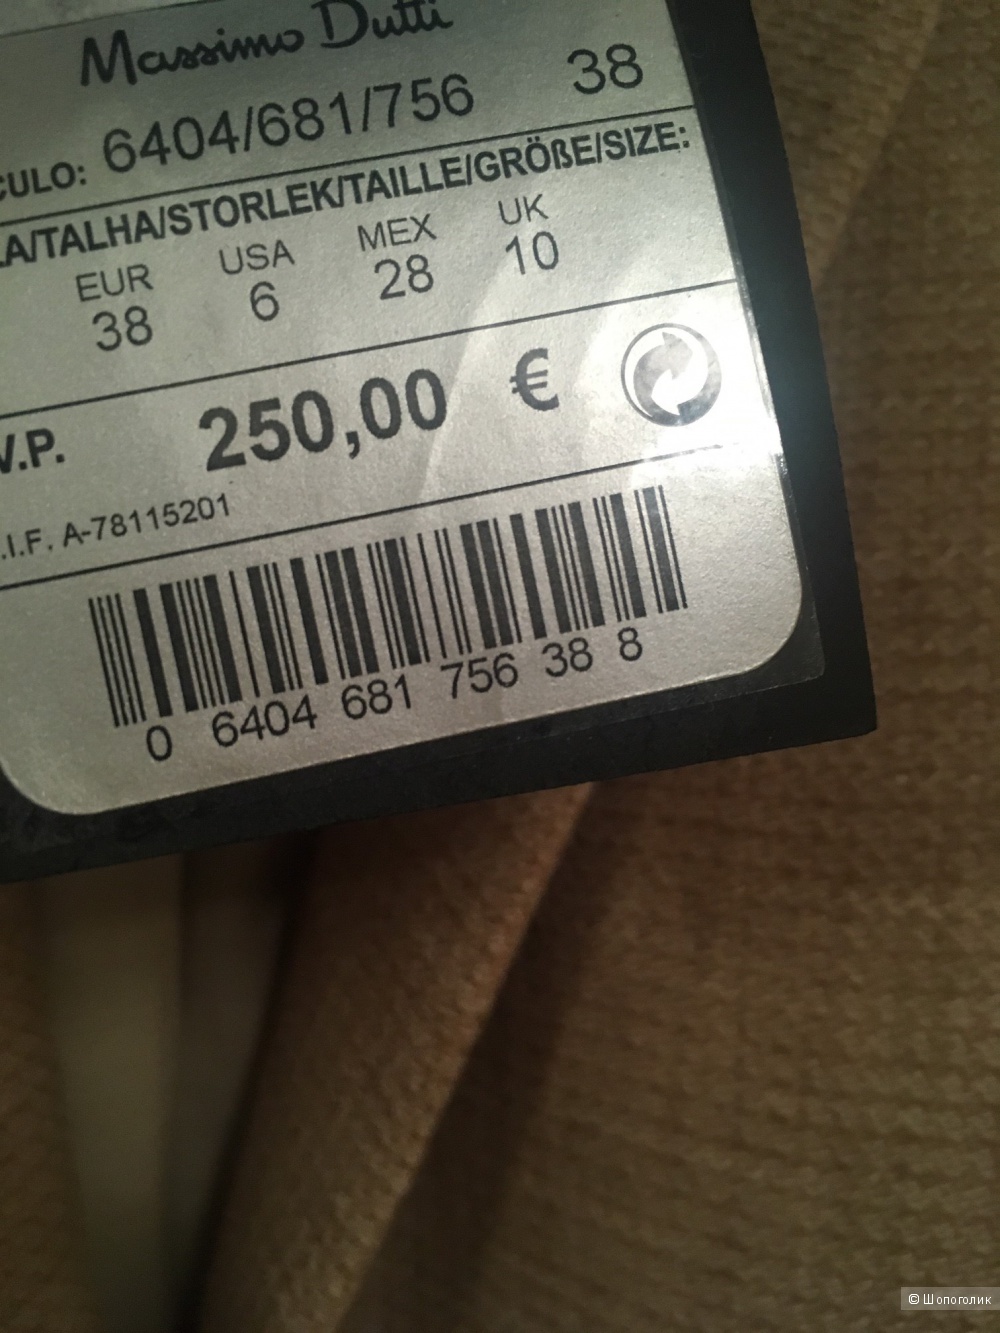 Massimo Dutti
CULO: 6404/681/756 38
LA/TALHA/STORLEK/TAILLE/GRÖßE/SIZE:
EUR USA MEX UK
38 6 28 10
V.P. 250,00 €
.I.F. A-78115201
0 6404 681 756 38 8
© Шопоголик